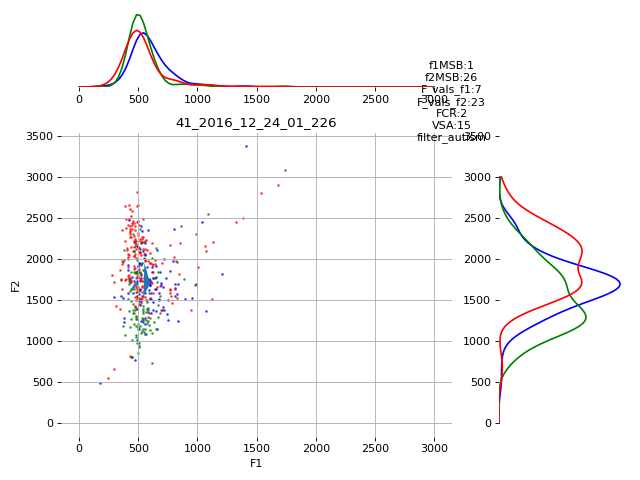 0 500 1000 1500 2000 2500 3000
f1MSB:1
f2MSB:26
F_vals_f1:7
F_vals_f2:23
FCR:2
VSA:15
filter_autism
41_2016_12_24_01_226
3500
3000
2500
2000
1500
1000
500
0
F2
0 500 1000 1500 2000 2500 3000
F1
3500
3000
2500
2000
1500
1000
500
0